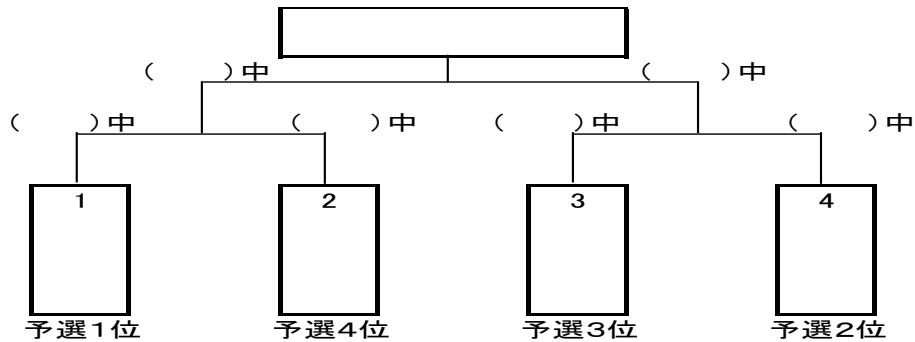 (　　)中　(　　)中
(　　)中　(　　)中　(　　)中　(　　)中
1　2　3　4
予選1位　予選4位　予選3位　予選2位